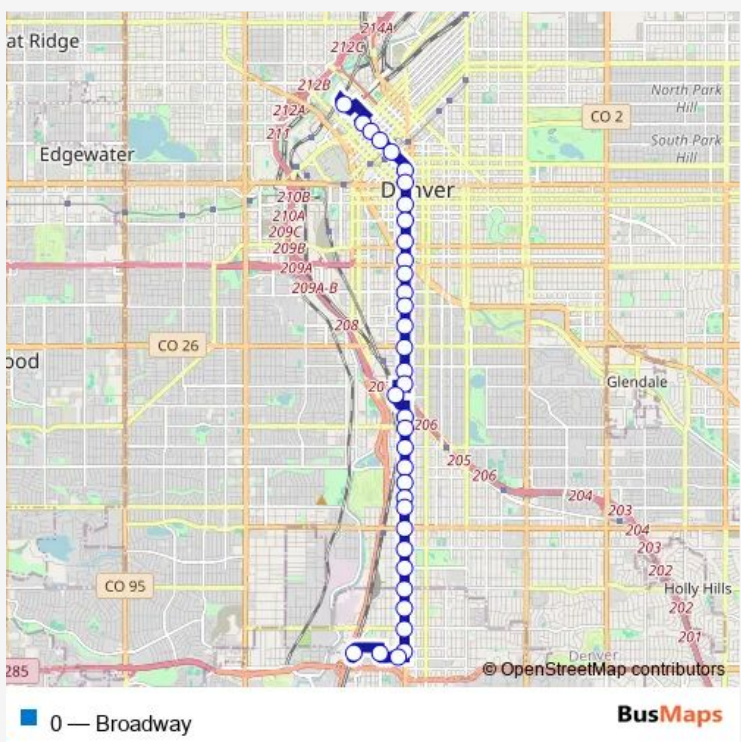 214A
at Ridge
212C
212B
North Park
Hill
212A
CO 2
211
South Park
Hill
Edgewater
Denver
210B
210A
209C
209B
209A
209A-B
208
CO 26
ood
20
Glendale
206
205
206
204
203
204
203
CO 95
202
Holly Hills
202
201
Denver
285
© OpenStreetMap contributors
0 — Broadway
BusMaps